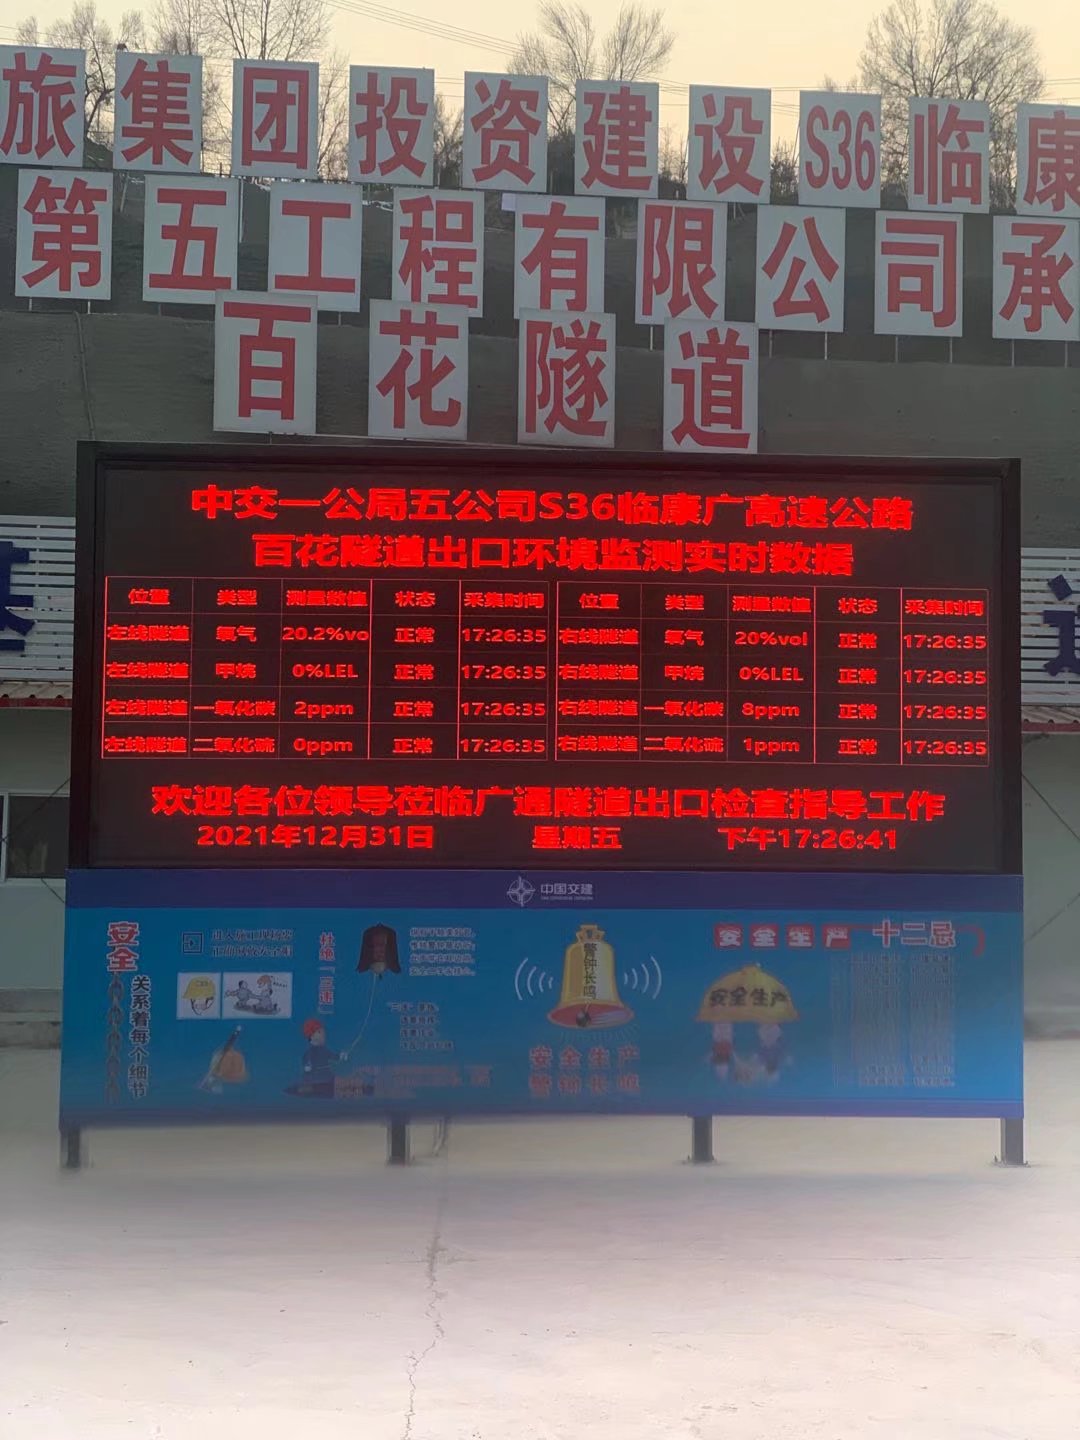 旅集团投资建设S36临康
第五工程有限公司承
百花隧道
中交一公局五公司S36临康广高速公路
百花隧道出口环境监测实时数据
位置 类型 测量数值 状态 采集时间 位置 类型 测量数值 状态 采集时间
左线隧道 氧气 20.2%vo 正常 17:26:35 右线隧道 氧气 20%vol 正常 17:26:35
左线隧道 甲烷 0%LEL 正常 17:26:35 右线隧道 甲烷 0%LEL 正常 17:26:35
左线隧道 一氧化碳 2ppm 正常 17:26:35 右线隧道 一氧化碳 8ppm 正常 17:26:35
左线隧道 二氧化硫 0ppm 正常 17:26:35 右线隧道 二氧化硫 1ppm 正常 17:26:35
欢迎各位领导莅临广通隧道出口检查指导工作
2021年12月31日 星期五 下午17:26:41
中国交建
安全
关系着每个细节
杜绝「三违」
警钟长鸣
安全生产
警钟长鸣
安全生产 十二忌
安全生产